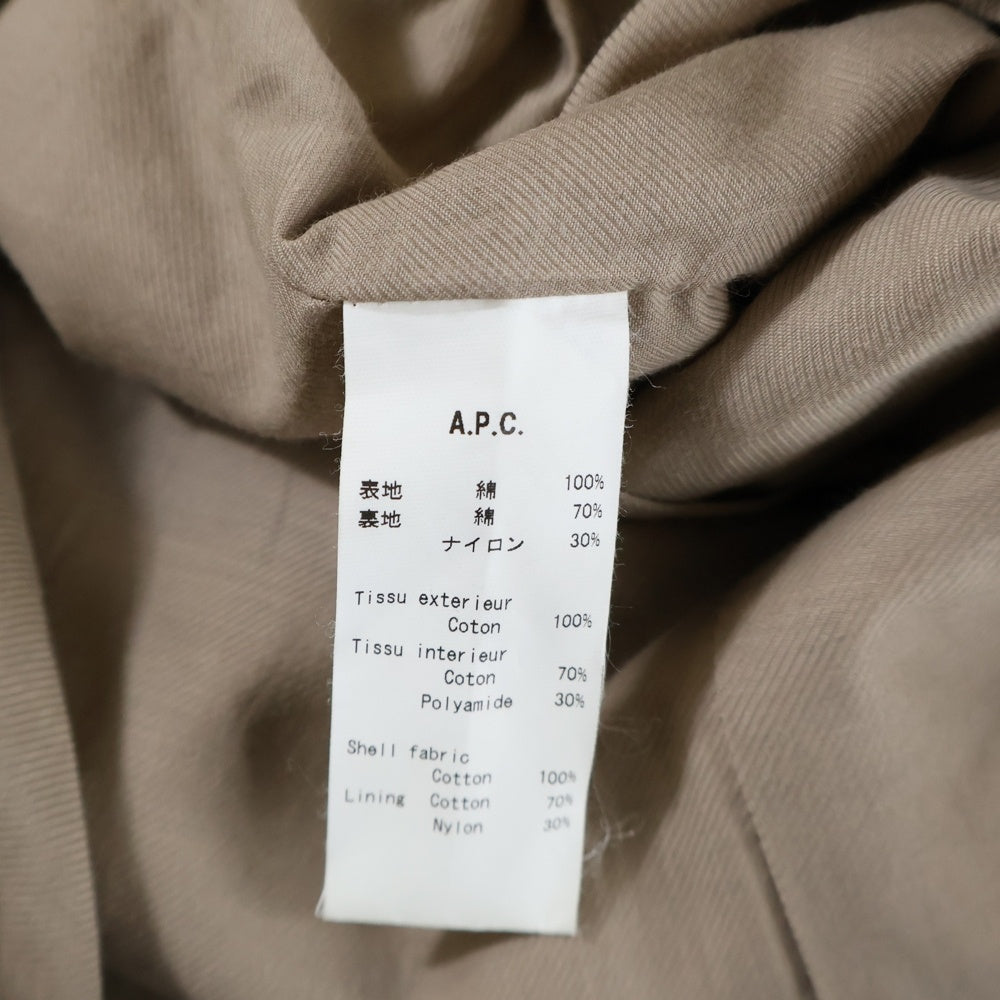 A.P.C.
表地 綿 100%
裏地 綿 70%
ナイロン 30%
Tissu exterieur
Coton 100%
Tissu interieur
Coton 70%
Polyamide 30%
Shell fabric
Cotton 100%
Lining Cotton 70%
Nylon 30%